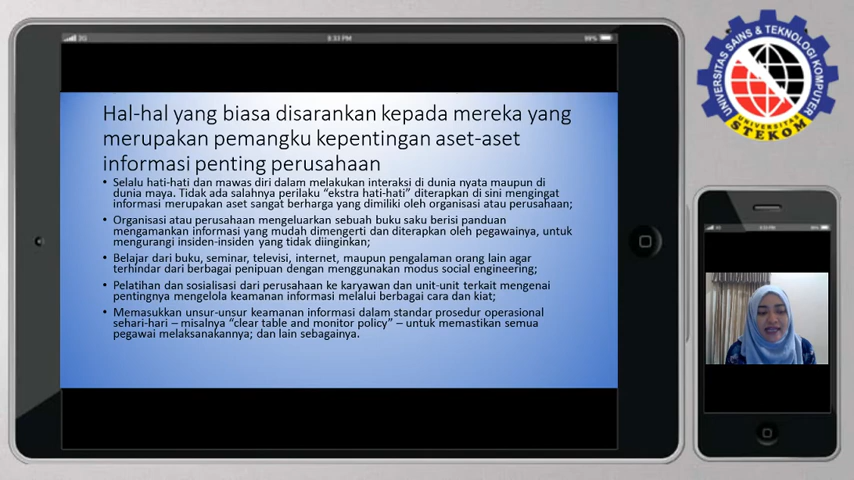 3G
9:33 PM
99%
Hal-hal yang biasa disarankan kepada mereka yang
merupakan pemangku kepentingan aset-aset
informasi penting perusahaan
• Selalu hati-hati dan mawas diri dalam melakukan interaksi di dunia nyata maupun di
dunia maya. Tidak ada salahnya perilaku “ekstra hati-hati” diterapkan di sini mengingat
informasi merupakan aset sangat berharga yang dimiliki oleh organisasi atau perusahaan;
• Organisasi atau perusahaan mengeluarkan sebuah buku saku berisi panduan
mengamankan informasi yang mudah dimengerti dan diterapkan oleh pegawainya, untuk
mengurangi insiden-insiden yang tidak diinginkan;
• Belajar dari buku, seminar, televisi, internet, maupun pengalaman orang lain agar
terhindar dari berbagai penipuan dengan menggunakan modus social engineering;
• Pelatihan dan sosialisasi dari perusahaan ke karyawan dan unit-unit terkait mengenai
pentingnya mengelola keamanan informasi melalui berbagai cara dan kiat;
• Memasukkan unsur-unsur keamanan informasi dalam standar prosedur operasional
sehari-hari – misalnya “clear table and monitor policy” – untuk memastikan semua
pegawai melaksanakannya; dan lain sebagainya.
UNIVERSITAS SAINS & TEKNOLOGI KOMPUTER
UNIVERSITAS
STEKOM